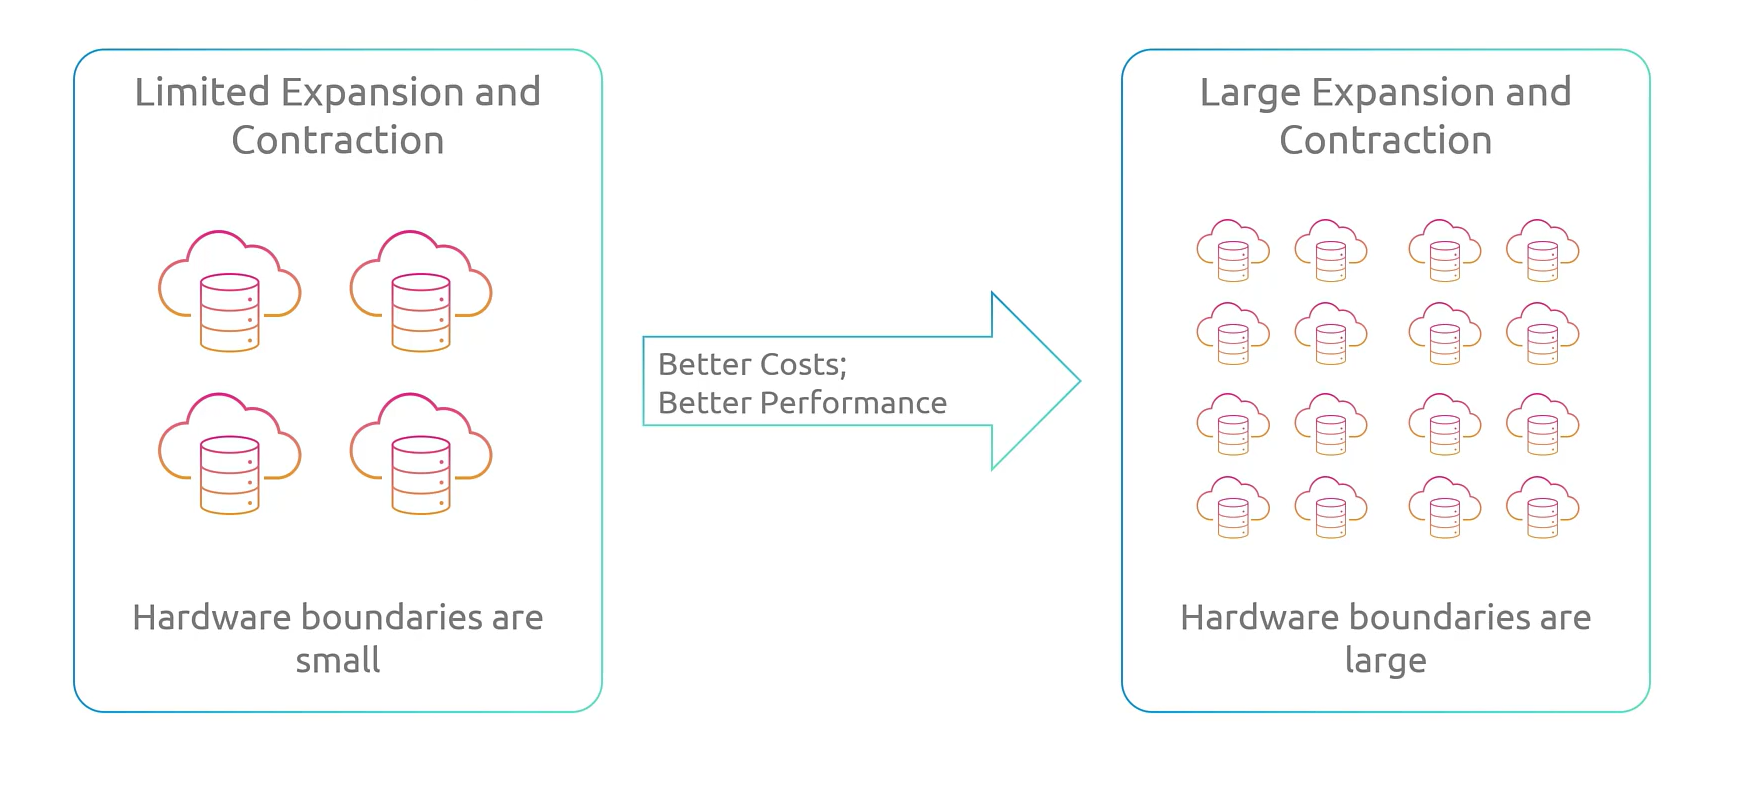 Limited Expansion and
Contraction
Hardware boundaries are
small
Better Costs;
Better Performance
Large Expansion and
Contraction
Hardware boundaries are
large